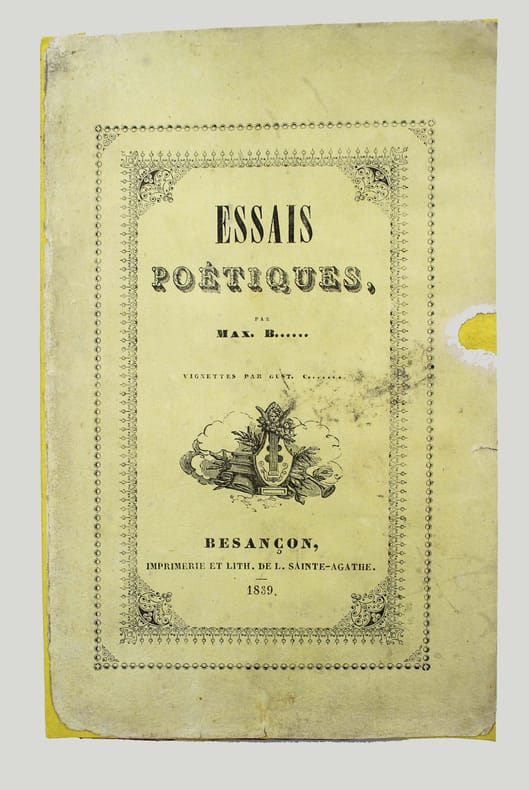 ESSAIS
POÉTIQUES,
PAR
MAX. B......
VIGNETTES PAR GUST. C.......
BESANÇON,
IMPRIMERIE ET LITH. DE L. SAINTE-AGATHE.
1839.